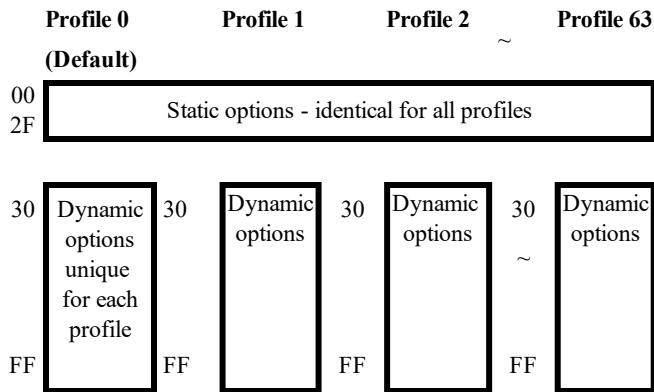 Profile 0 Profile 1 Profile 2 ~ Profile 63
(Default)
00
2F
Static options - identical for all profiles
30 Dynamic 30 Dynamic 30 Dynamic 30 Dynamic
options options options options
unique ~
for each
profile
FF FF FF FF